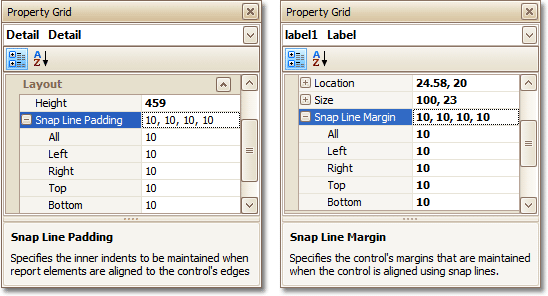 Property Grid
Detail Detail
Layout
Height 459
Snap Line Padding 10, 10, 10, 10
All 10
Left 10
Right 10
Top 10
Bottom 10
Snap Line Padding
Specifies the inner indents to be maintained when
report elements are aligned to the control's edges
Property Grid
label1 Label
Location 24.58, 20
Size 100, 23
Snap Line Margin 10, 10, 10, 10
All 10
Left 10
Right 10
Top 10
Bottom 10
Snap Line Margin
Specifies the control's margins that are maintained
when the control is aligned using snap lines.